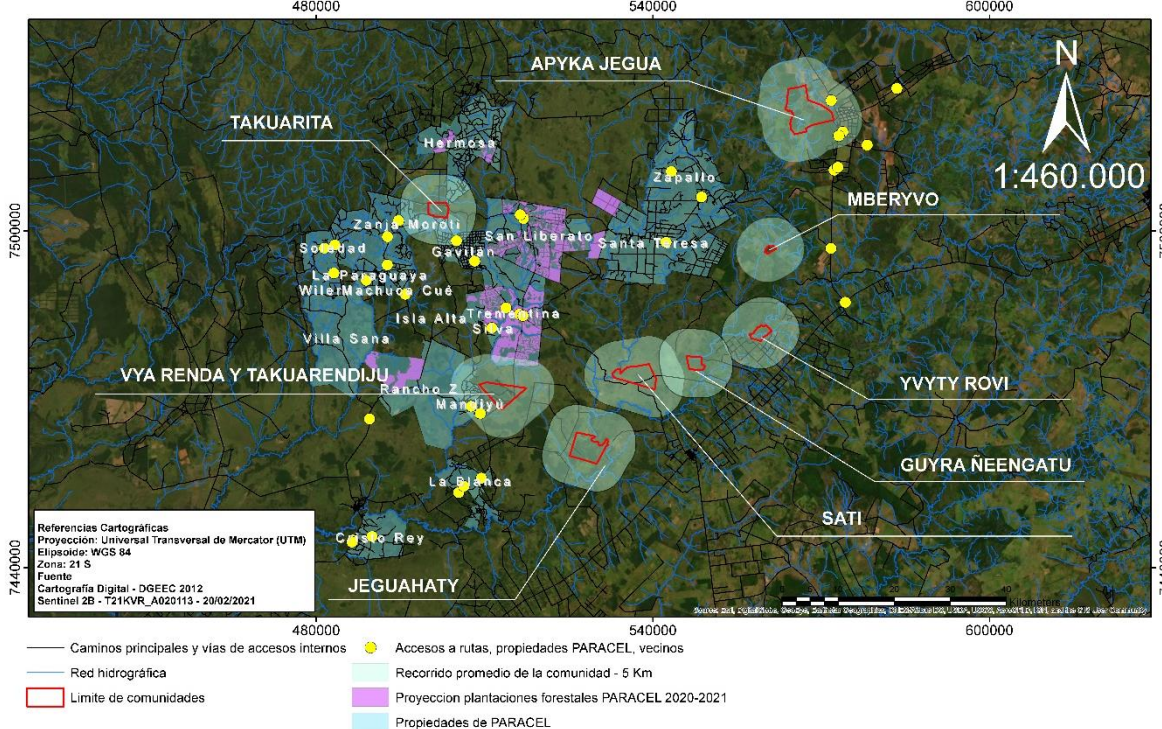 480000 540000 600000
APYKA JEGUA
N
TAKUARITA
Hermosa
1:460.000
Zapallo
MBERYVO
Zanja Moroti
7500000
San Liberato
Santa Teresa
Soledad
Gavilán
La Paraguaya
Wiler Machuca Cué
Isla Alta
Trementina
Silva
Villa Sana
VYA RENDA Y TAKUARENDIJU
Rancho Z
YVYTY ROVI
Mandiyú
GUYRA ÑEENGATU
La Blanca
SATI
Referencias Cartográficas
Proyección: Universal Transversal de Mercator (UTM)
Elipsoide: WGS 84
Zona: 21 S
Fuente
Cartografía Digital - DGEEC 2012
Sentinel 2B - T21KVR_A020113 - 20/02/2021
Cristo Rey
7440000
JEGUAHATY
Kilometers
480000 540000 600000
Caminos principales y vías de accesos internos
Accesos a rutas, propiedades PARACEL, vecinos
Red hidrográfica
Recorrido promedio de la comunidad - 5 Km
Limite de comunidades
Proyeccion plantaciones forestales PARACEL 2020-2021
Propiedades de PARACEL